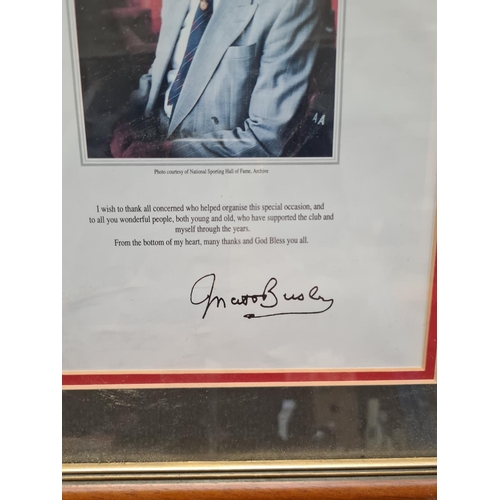 AA
Photo courtesy of National Sporting Hall of Fame, Archives
I wish to thank all concerned who helped organise this special occasion, and
to all you wonderful people, both young and old, who have supported the club and
myself through the years.
From the bottom of my heart, many thanks and God Bless you all.
Matt Busby